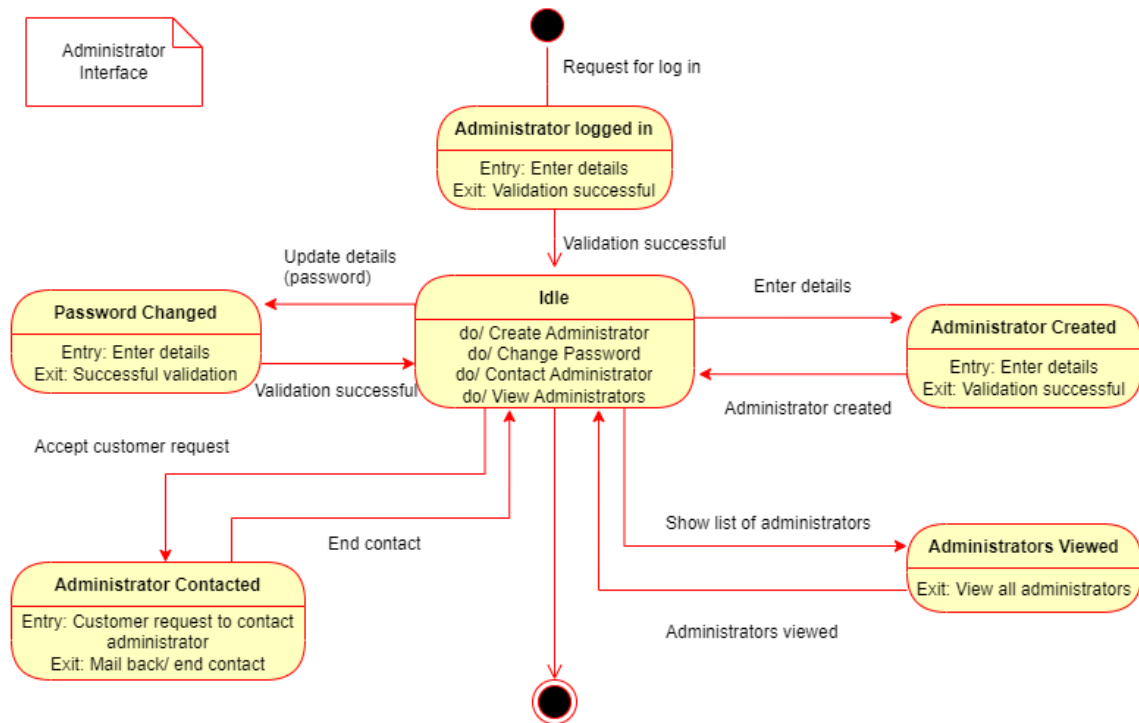 Administrator
Interface
Request for log in
Administrator logged in
Entry: Enter details
Exit: Validation successful
Validation successful
Update details
(password)
Enter details
Password Changed
Entry: Enter details
Exit: Successful validation
Idle
do/ Create Administrator
do/ Change Password
do/ Contact Administrator
do/ View Administrators
Administrator Created
Entry: Enter details
Exit: Validation successful
Validation successful
Administrator created
Accept customer request
End contact
Show list of administrators
Administrator Contacted
Entry: Customer request to contact
administrator
Exit: Mail back/ end contact
Administrators Viewed
Exit: View all administrators
Administrators viewed